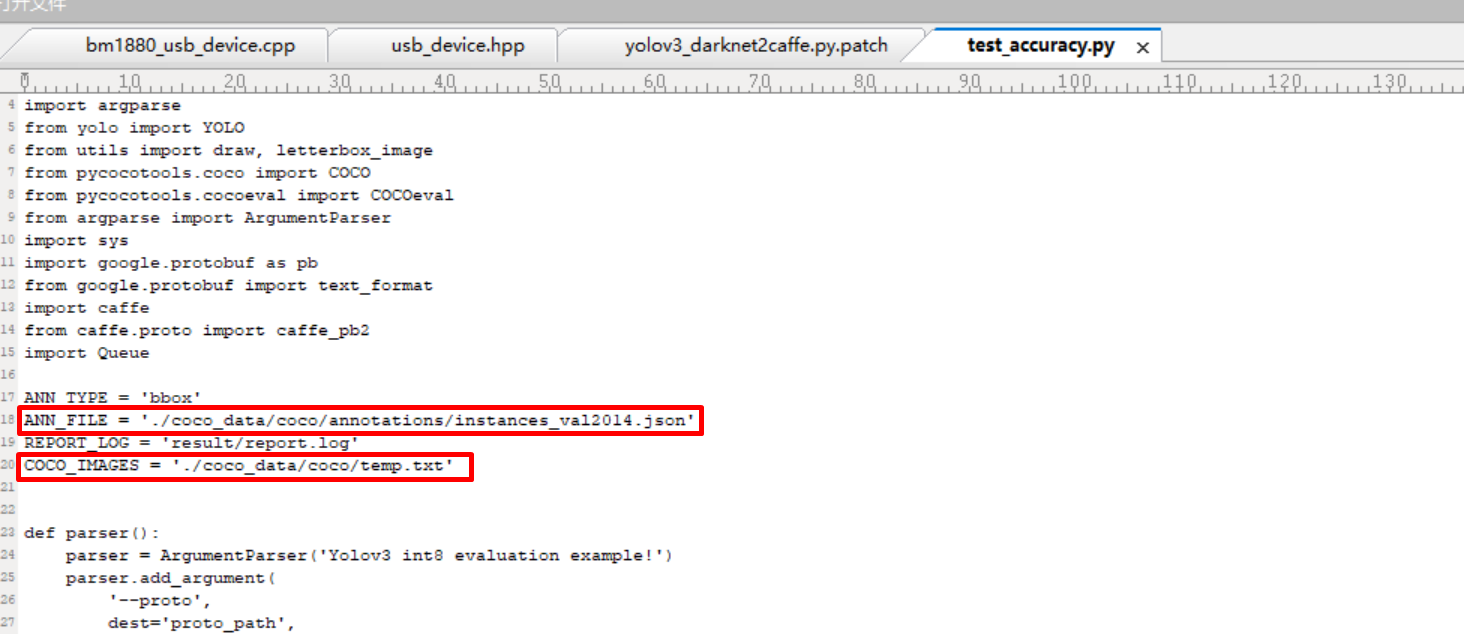 打开文件
bm1880_usb_device.cpp usb_device.hpp yolov3_darknet2caffe.py.patch test_accuracy.py ×
0 10 20 30 40 50 60 70 80 90 100 110 120 130
4 import argparse
5 from yolo import YOLO
6 from utils import draw, letterbox_image
7 from pycocotools.coco import COCO
8 from pycocotools.cocoeval import COCOeval
9 from argparse import ArgumentParser
10 import sys
11 import google.protobuf as pb
12 from google.protobuf import text_format
13 import caffe
14 from caffe.proto import caffe_pb2
15 import Queue
16
17 ANN_TYPE = 'bbox'
18 ANN_FILE = './coco_data/coco/annotations/instances_val2014.json'
19 REPORT_LOG = 'result/report.log'
20 COCO_IMAGES = './coco_data/coco/temp.txt'
21
22
23 def parser():
24     parser = ArgumentParser('Yolov3 int8 evaluation example!')
25     parser.add_argument(
26         '--proto',
27         dest='proto_path',